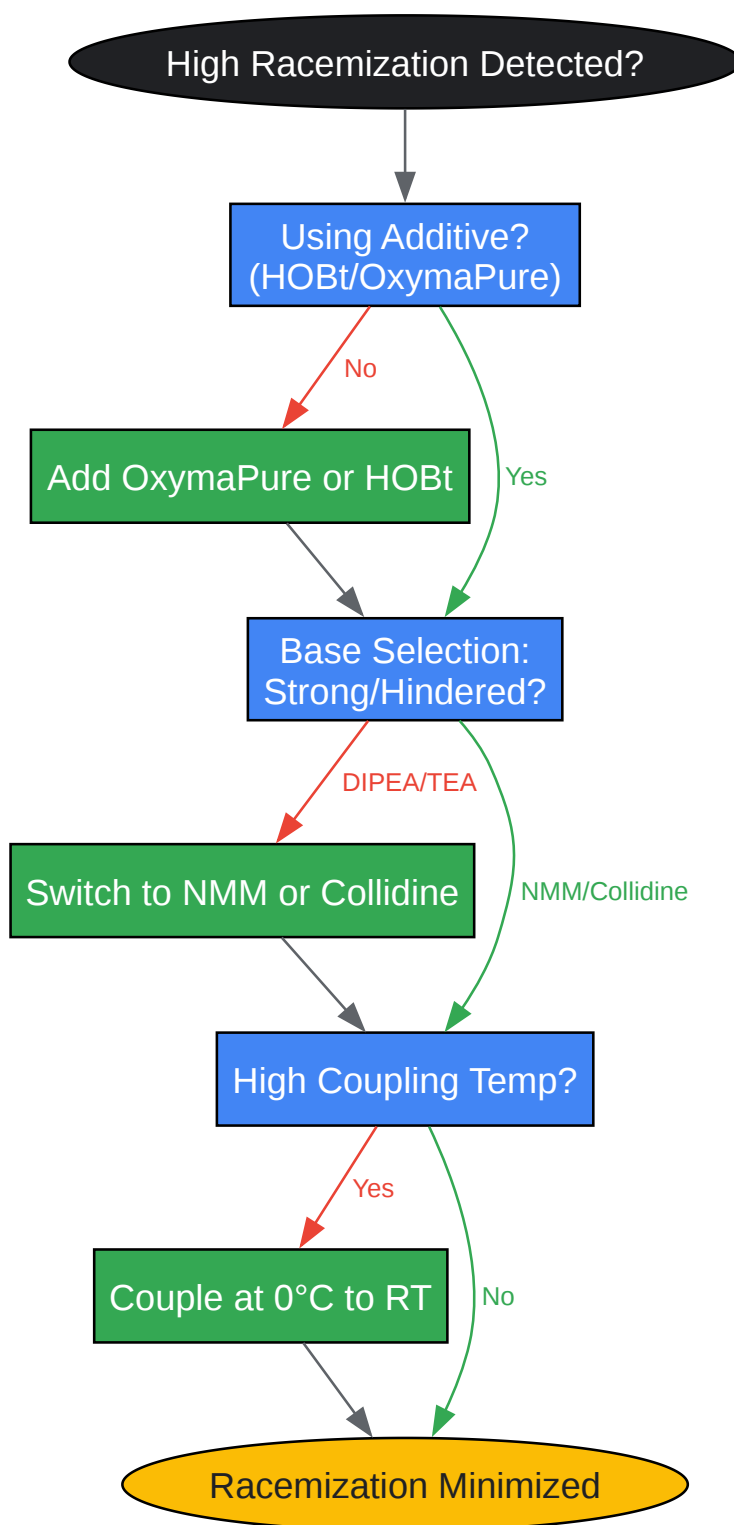 High Racemization Detected?
Using Additive?
(HOBt/OxymaPure)
No
Add OxymaPure or HOBt
Yes
Base Selection:
Strong/Hindered?
DIPEA/TEA
Switch to NMM or Collidine
NMM/Collidine
High Coupling Temp?
Yes
Couple at 0°C to RT
No
Racemization Minimized